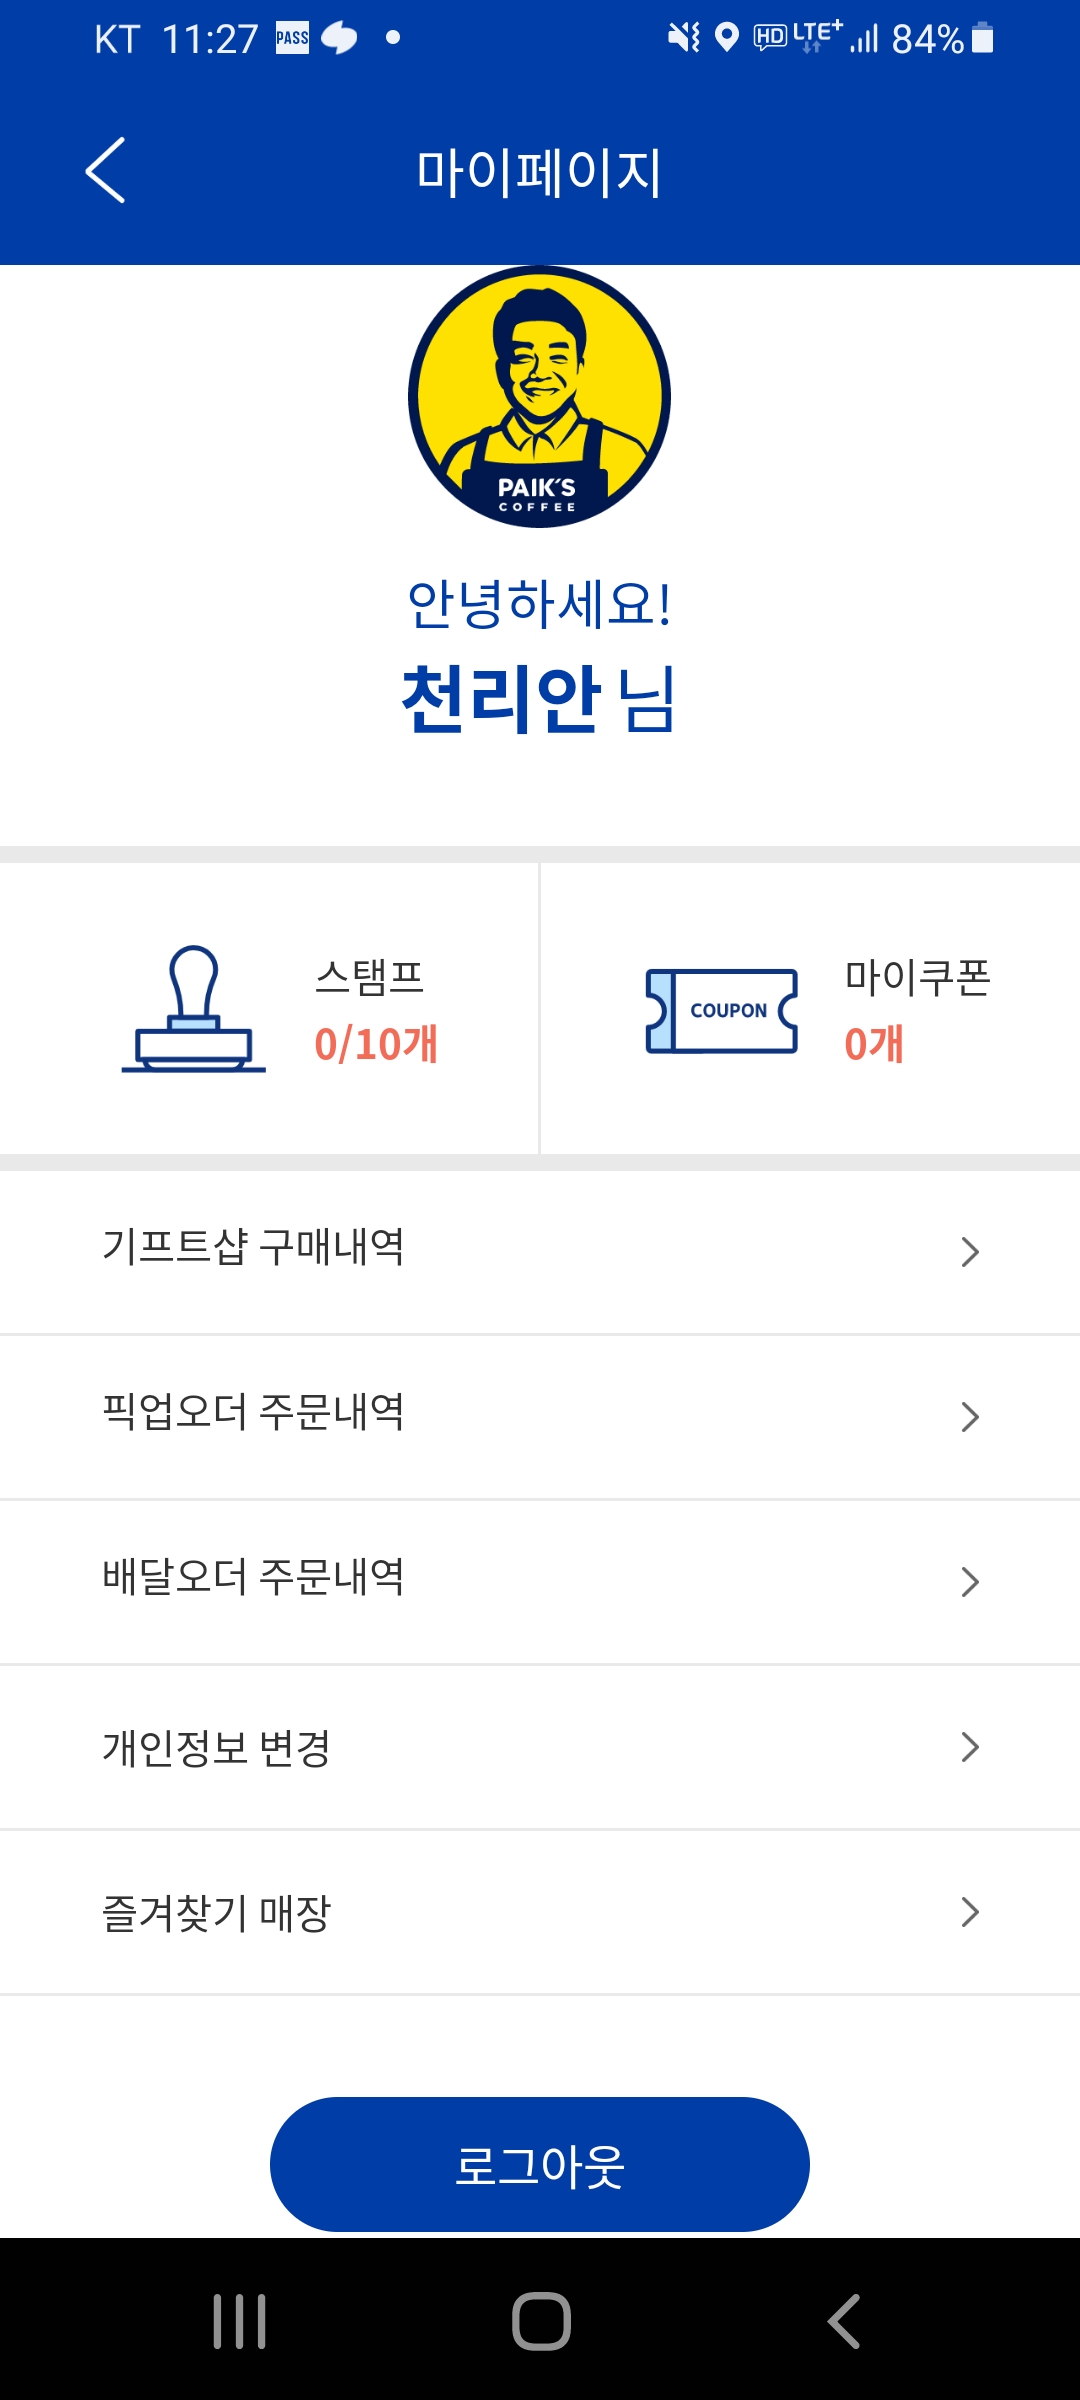 KT 11:27 PASS HD LTE+ 84%
마이페이지
PAIK'S
COFFEE
안녕하세요!
천리안 님
스탬프
0/10개
COUPON
마이쿠폰
0개
기프트샵 구매내역
픽업오더 주문내역
배달오더 주문내역
개인정보 변경
즐겨찾기 매장
로그아웃